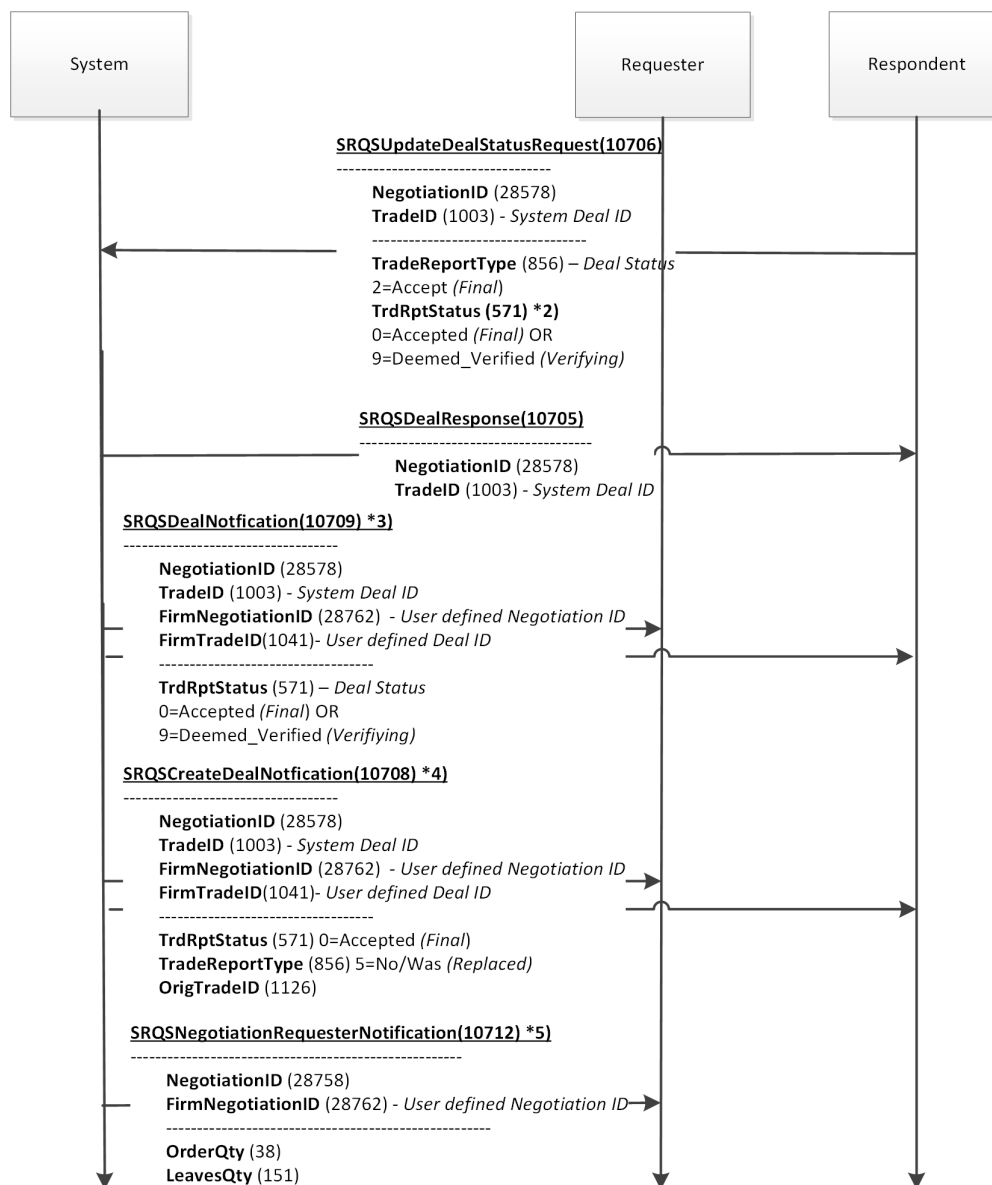 System
Requester
Respondent
SRQSUpdateDealStatusRequest(10706)
-----------------------------------
NegotiationID (28578)
TradeID (1003) - System Deal ID
-----------------------------------
TradeReportType (856) – Deal Status
2=Accept (Final)
TrdRptStatus (571) *2)
0=Accepted (Final) OR
9=Deemed_Verified (Verifying)
SRQSDealResponse(10705)
--------------------------------------
NegotiationID (28578)
TradeID (1003) - System Deal ID
SRQSDealNotfication(10709) *3)
-----------------------------------
NegotiationID (28578)
TradeID (1003) - System Deal ID
FirmNegotiationID (28762)  - User defined Negotiation ID
FirmTradeID(1041)- User defined Deal ID
-----------------------------------
TrdRptStatus (571) – Deal Status
0=Accepted (Final) OR
9=Deemed_Verified (Verifiying)
SRQSCreateDealNotfication(10708) *4)
-----------------------------------
NegotiationID (28578)
TradeID (1003) - System Deal ID
FirmNegotiationID (28762)  - User defined Negotiation ID
FirmTradeID(1041)- User defined Deal ID
-----------------------------------
TrdRptStatus (571) 0=Accepted (Final)
TradeReportType (856) 5=No/Was (Replaced)
OrigTradeID (1126)
SRQSNegotiationRequesterNotification(10712) *5)
------------------------------------------------------
NegotiationID (28758)
FirmNegotiationID (28762) - User defined Negotiation ID
-----------------------------------------------------
OrderQty (38)
LeavesQty (151)